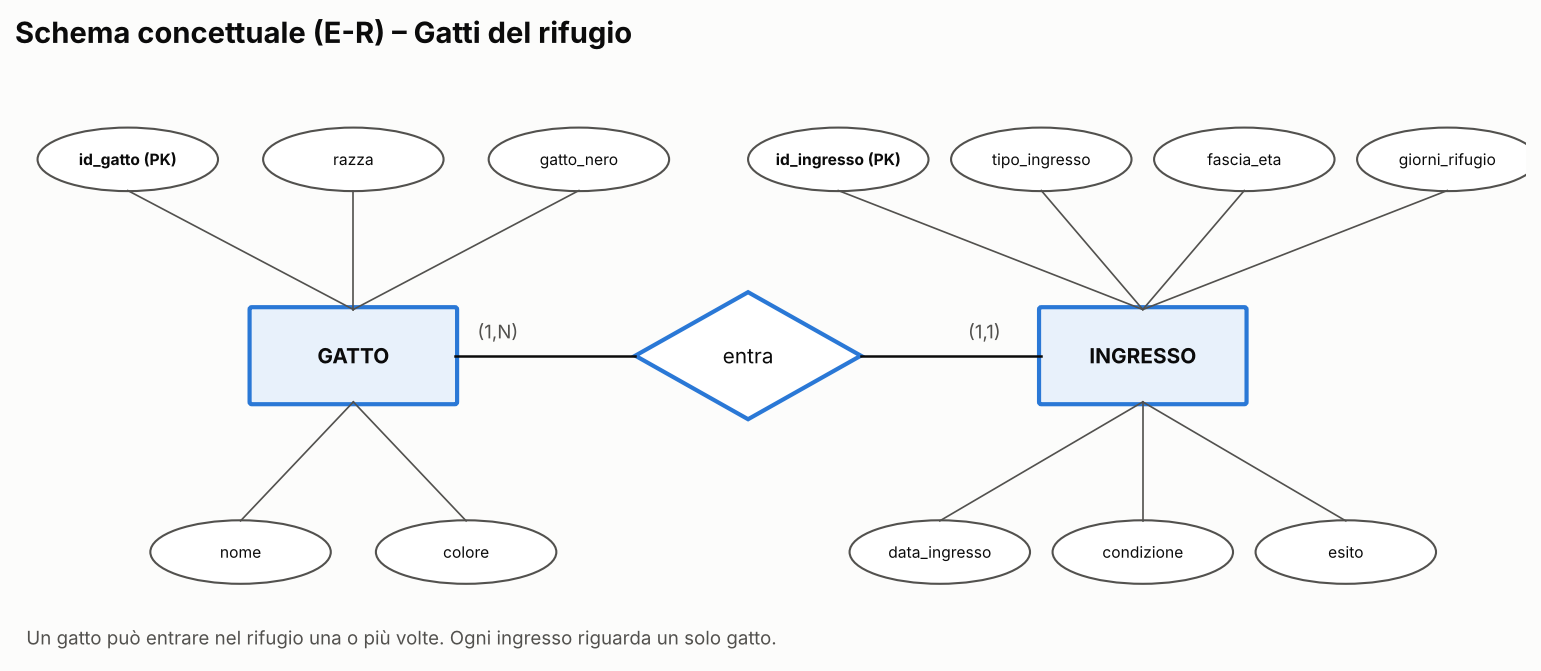 Schema concettuale (E-R) – Gatti del rifugio
id_gatto (PK)
razza
gatto_nero
id_ingresso (PK)
tipo_ingresso
fascia_eta
giorni_rifugio
GATTO
(1,N)
entra
(1,1)
INGRESSO
nome
colore
data_ingresso
condizione
esito
Un gatto può entrare nel rifugio una o più volte. Ogni ingresso riguarda un solo gatto.